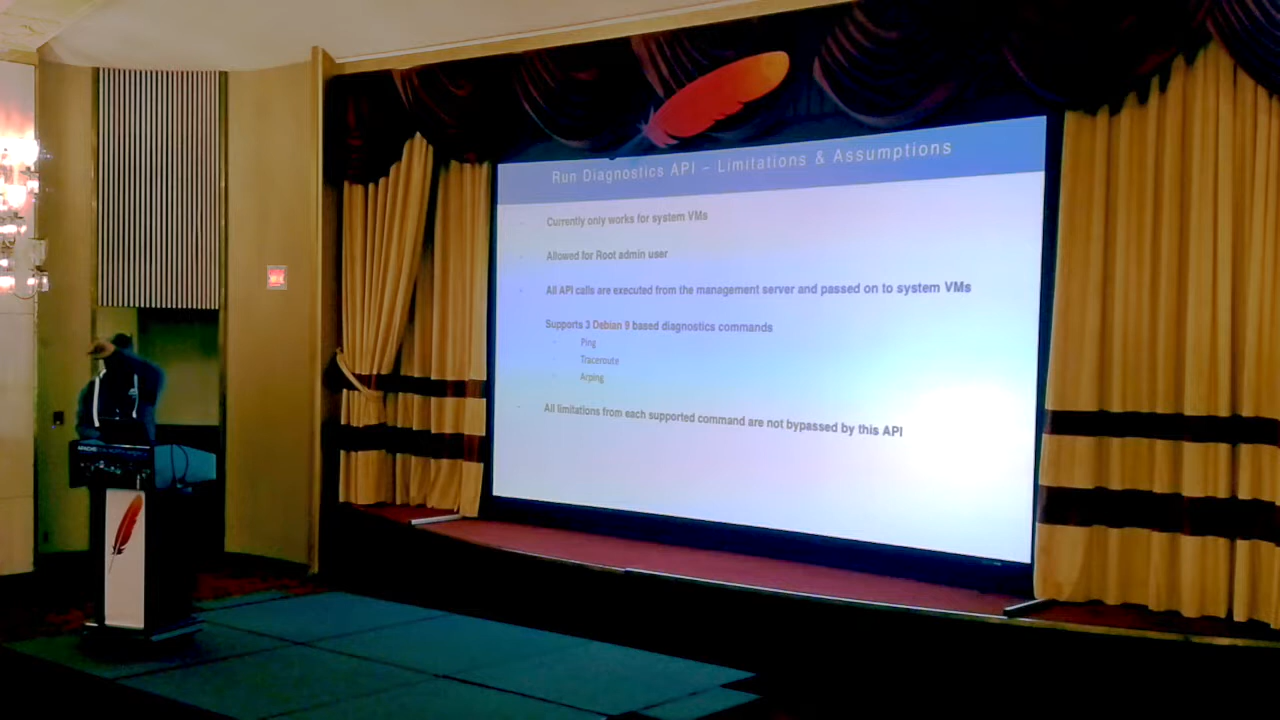 Run Diagnostics API – Limitations & Assumptions
Currently only works for system VMs
Allowed for Root admin user
All API calls are executed from the management server and passed on to system VMs
Supports 3 Debian 9 based diagnostics commands
Ping
Traceroute
Arping
All limitations from each supported command are not bypassed by this API